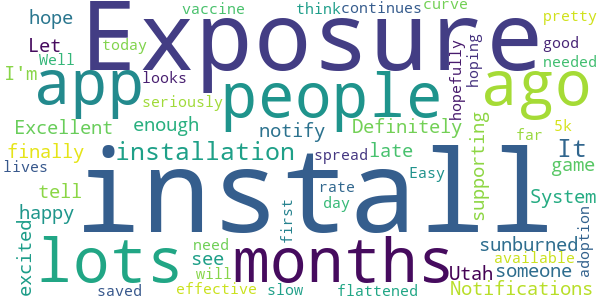 vaccine think continues curve pretty
hope Exposure
Let today good
Well looks hopefully hoping needed
I'm app people ago
seriously
Excellent enough notify Definitely supporting far 5k
finally installation spread late It game
lives
tell install Easy
rate System
happy first day adoption
excited lots months need see sunburned
will Utah someone available
saved effective slow flattened Notifications